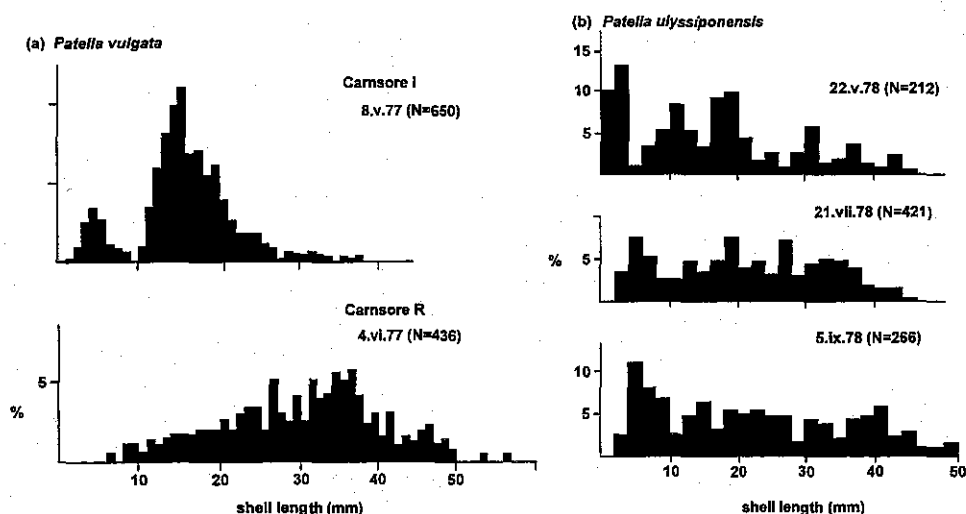 (a) Patella vulgata
Carnsore I
8.v.77 (N=650)
Carnsore R
4.vi.77 (N=436)
5
%
10 20 30 40 50
shell length (mm)
(b) Patella ulyssiponensis
15
10
5
22.v.78 (N=212)
21.vii.78 (N=421)
5
%
5.ix.78 (N=266)
10
5
10 20 30 40 50
shell length (mm)